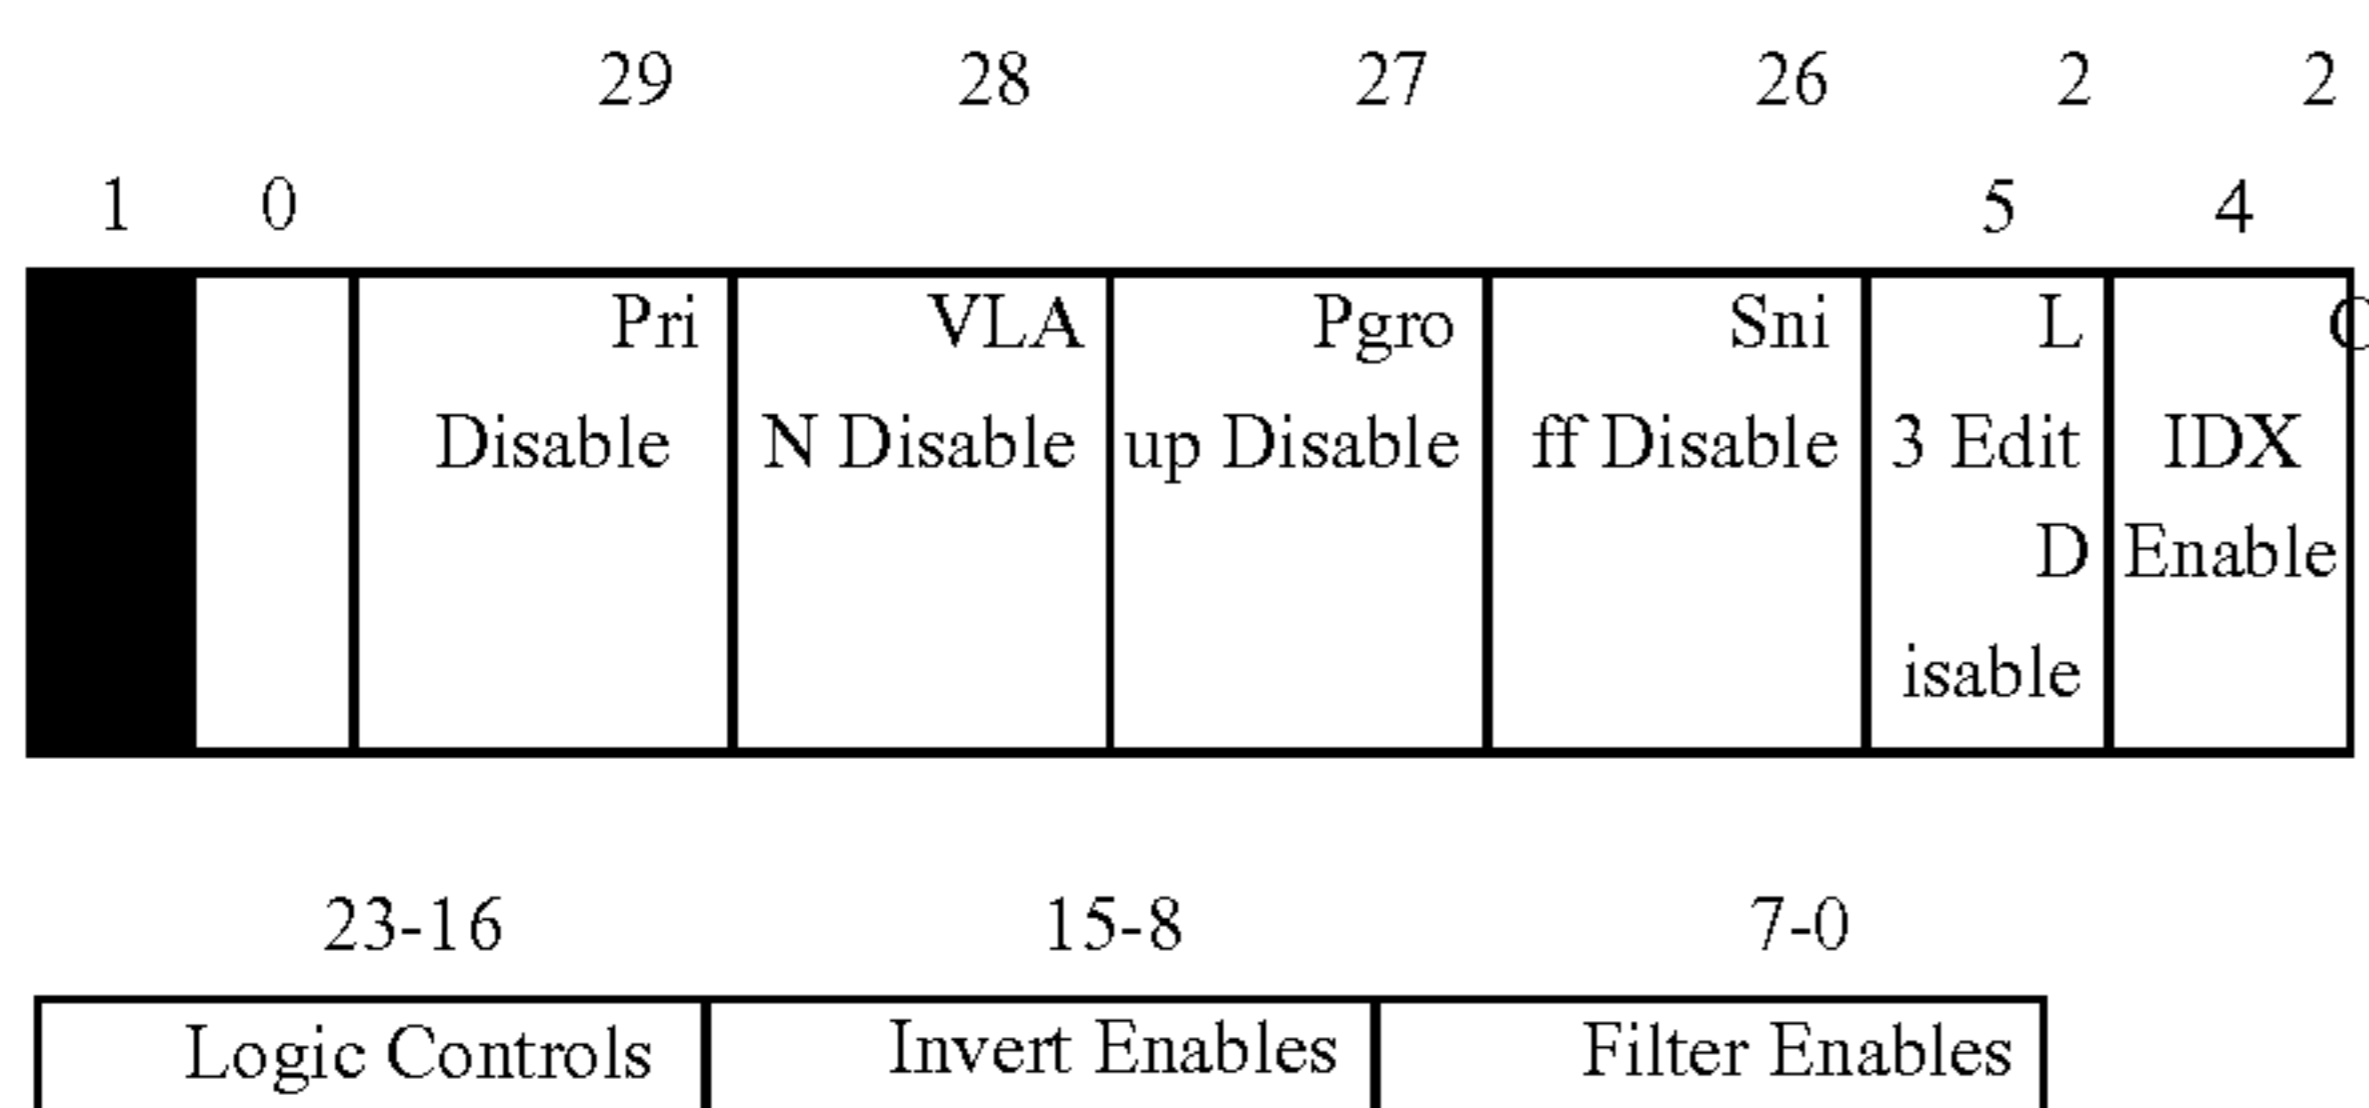 29 28 27 26 2 2
1 0 5 4
Pri VLA Pgro Sni L C
Disable N Disable up Disable ff Disable 3 Edit IDX
D Enable
isable
23-16 15-8 7-0
Logic Controls Invert Enables Filter Enables